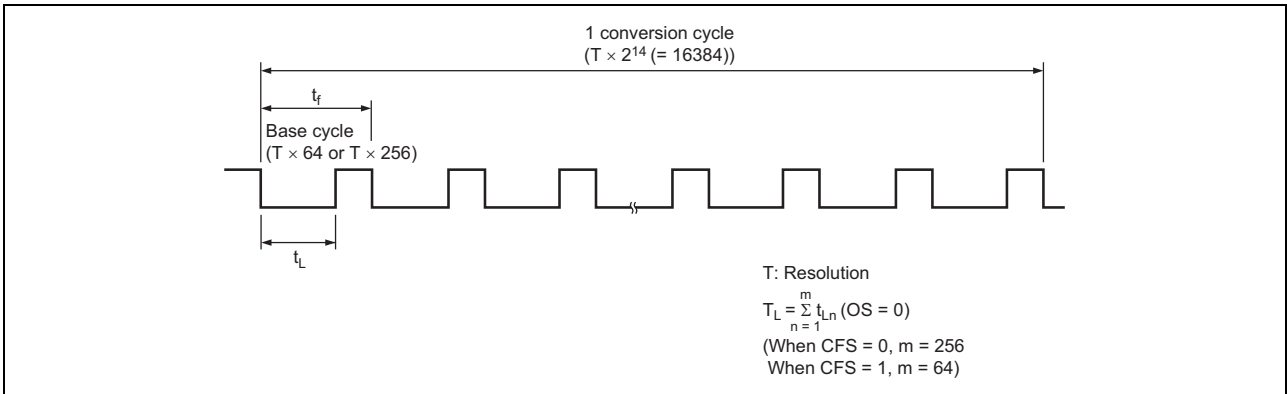 1 conversion cycle
(T × 2¹⁴ (= 16384))
t_f
Base cycle
(T × 64 or T × 256)
t_L
T: Resolution
m
T_L = Σ t_Ln (OS = 0)
n = 1
(When CFS = 0, m = 256
When CFS = 1, m = 64)